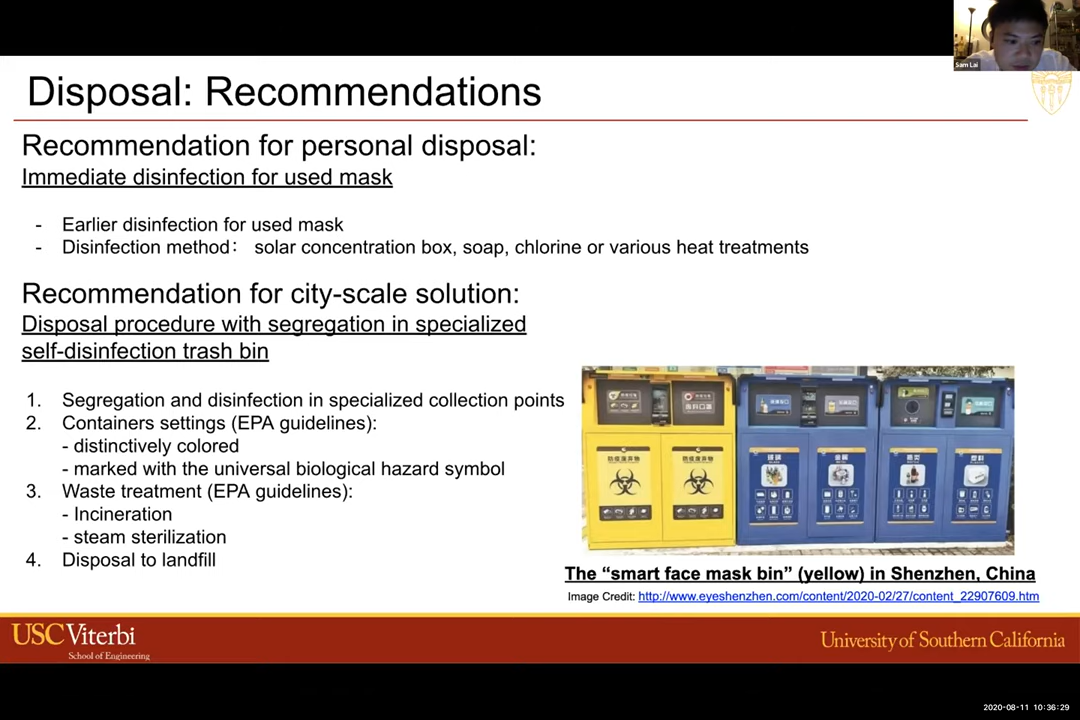 Sam Lai
Disposal: Recommendations
Recommendation for personal disposal:
Immediate disinfection for used mask
- Earlier disinfection for used mask
- Disinfection method： solar concentration box, soap, chlorine or various heat treatments
Recommendation for city-scale solution:
Disposal procedure with segregation in specialized
self-disinfection trash bin
1. Segregation and disinfection in specialized collection points
2. Containers settings (EPA guidelines):
- distinctively colored
- marked with the universal biological hazard symbol
3. Waste treatment (EPA guidelines):
- Incineration
- steam sterilization
4. Disposal to landfill
The “smart face mask bin” (yellow) in Shenzhen, China
Image Credit: http://www.eyeshenzhen.com/content/2020-02/27/content_22907609.htm
USC Viterbi
School of Engineering
University of Southern California
2020-08-11 10:36:29